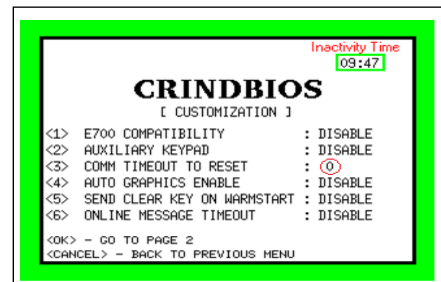 Inactivity Time
09:47
CRINDBIOS
[ CUSTOMIZATION ]
<1> E700 COMPATIBILITY : DISABLE
<2> AUXILIARY KEYPAD : DISABLE
<3> COMM TIMEOUT TO RESET : 0
<4> AUTO GRAPHICS ENABLE : DISABLE
<5> SEND CLEAR KEY ON WARMSTART : DISABLE
<6> ONLINE MESSAGE TIMEOUT : DISABLE
<OK> - GO TO PAGE 2
<CANCEL> - BACK TO PREVIOUS MENU